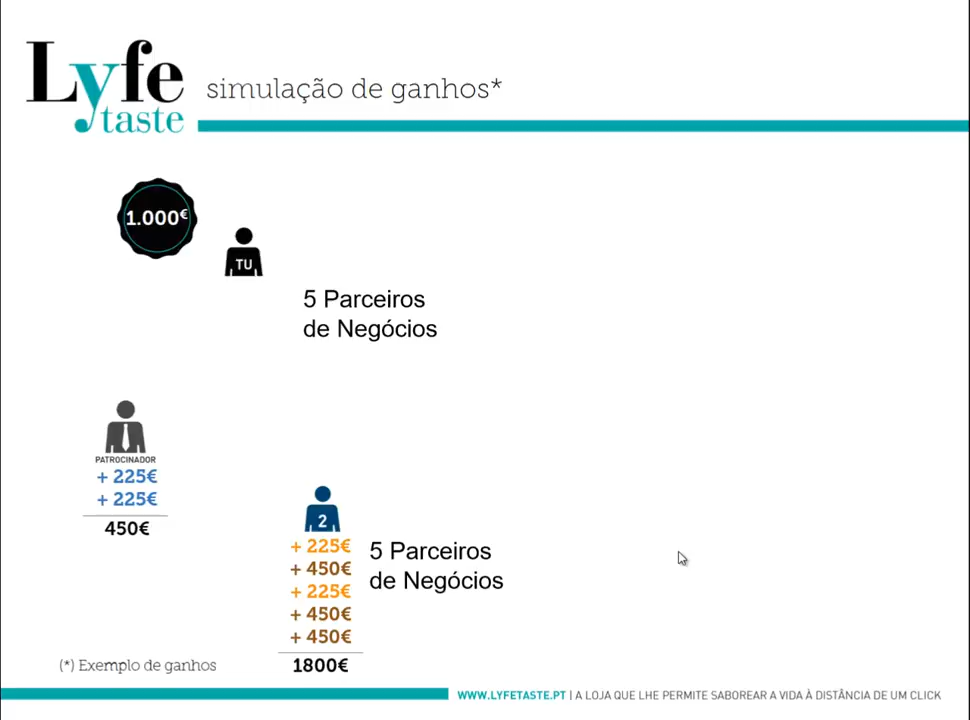 Lyfe
taste
simulação de ganhos*
1.000€
TU
5 Parceiros
de Negócios
PATROCINADOR
+ 225€
+ 225€
450€
2
+ 225€
+ 450€
+ 225€
+ 450€
+ 450€
1800€
5 Parceiros
de Negócios
(*) Exemplo de ganhos
WWW.LYFETASTE.PT | A LOJA QUE LHE PERMITE SABOREAR A VIDA À DISTÂNCIA DE UM CLICK